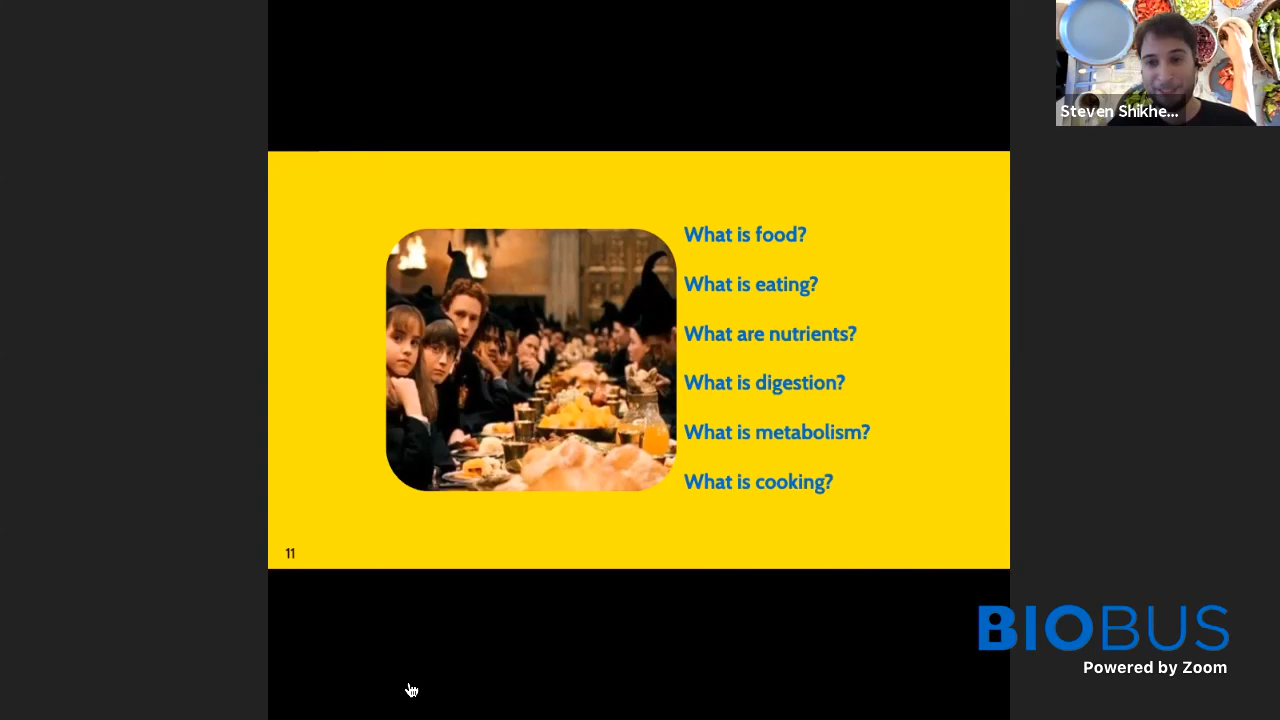 Steven Shikhe...
What is food?
What is eating?
What are nutrients?
What is digestion?
What is metabolism?
What is cooking?
11
BIOBUS
Powered by Zoom